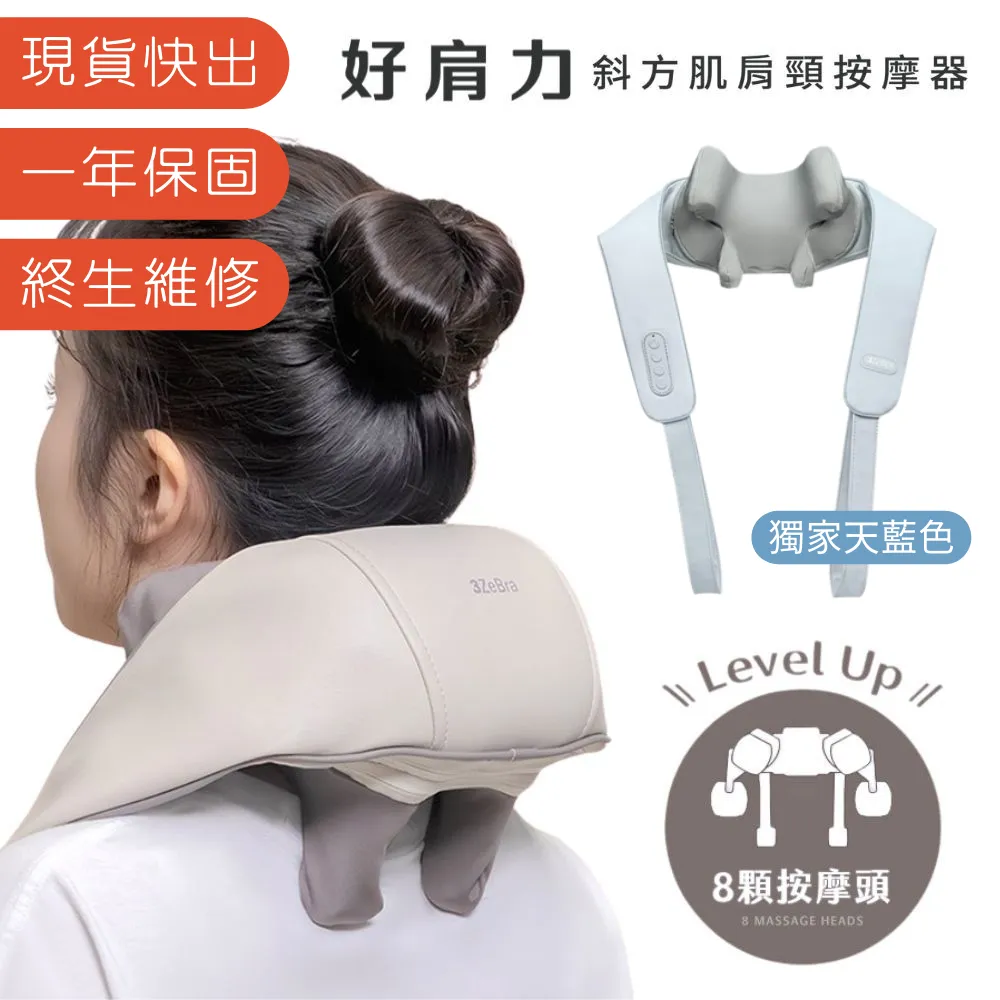 現貨快出
一年保固
終生維修
好肩力 斜方肌肩頸按摩器
獨家天藍色
3ZeBra
Level Up
8顆按摩頭
8 MASSAGE HEADS